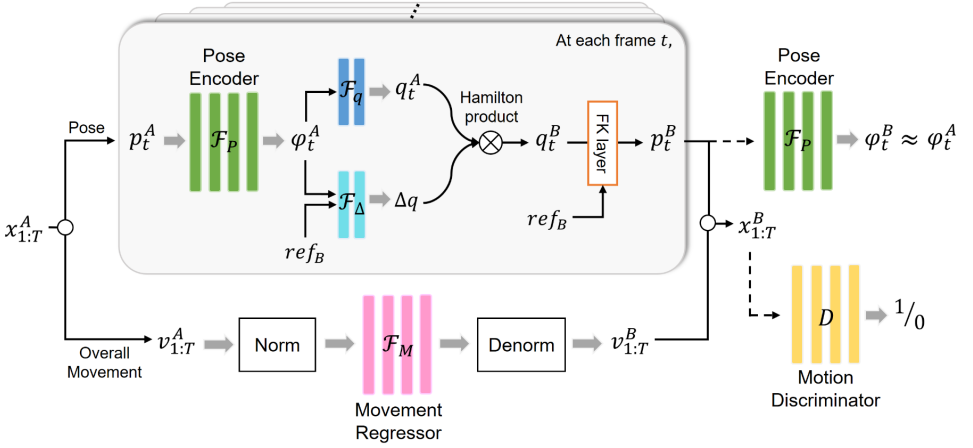 At each frame t,
Pose
Encoder
Pose
p_t^A
ℱ_P
φ_t^A
ℱ_q
q_t^A
ℱ_Δ
Δq
ref_B
Hamilton
product
q_t^B
FK layer
ref_B
p_t^B
Pose
Encoder
ℱ_P
φ_t^B ≈ φ_t^A
x_{1:T}^A
x_{1:T}^B
Overall
Movement
v_{1:T}^A
Norm
ℱ_M
Movement
Regressor
Denorm
v_{1:T}^B
D
1/0
Motion
Discriminator